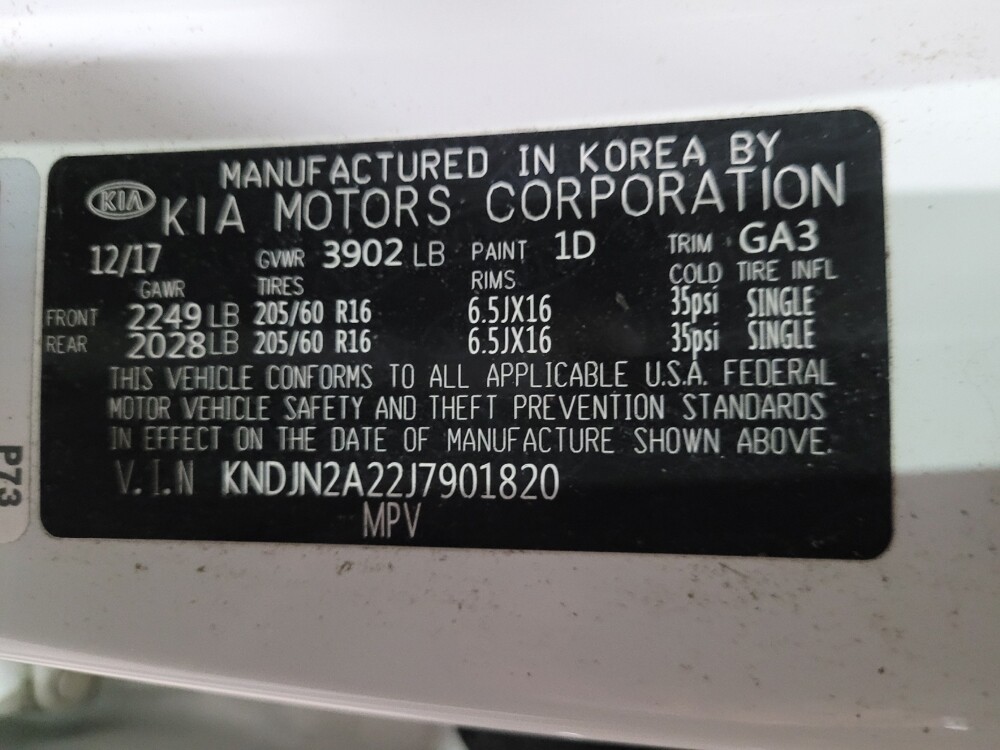 MANUFACTURED IN KOREA BY
KIA KIA MOTORS CORPORATION
12/17 GVWR 3902 LB PAINT 1D TRIM GA3
GAWR TIRES RIMS COLD TIRE INFL
FRONT 2249 LB 205/60 R16 6.5JX16 35psi SINGLE
REAR 2028 LB 205/60 R16 6.5JX16 35psi SINGLE
THIS VEHICLE CONFORMS TO ALL APPLICABLE U.S.A. FEDERAL
MOTOR VEHICLE SAFETY AND THEFT PREVENTION STANDARDS
IN EFFECT ON THE DATE OF MANUFACTURE SHOWN ABOVE.
V.I.N KNDJN2A22J7901820
MPV
P73